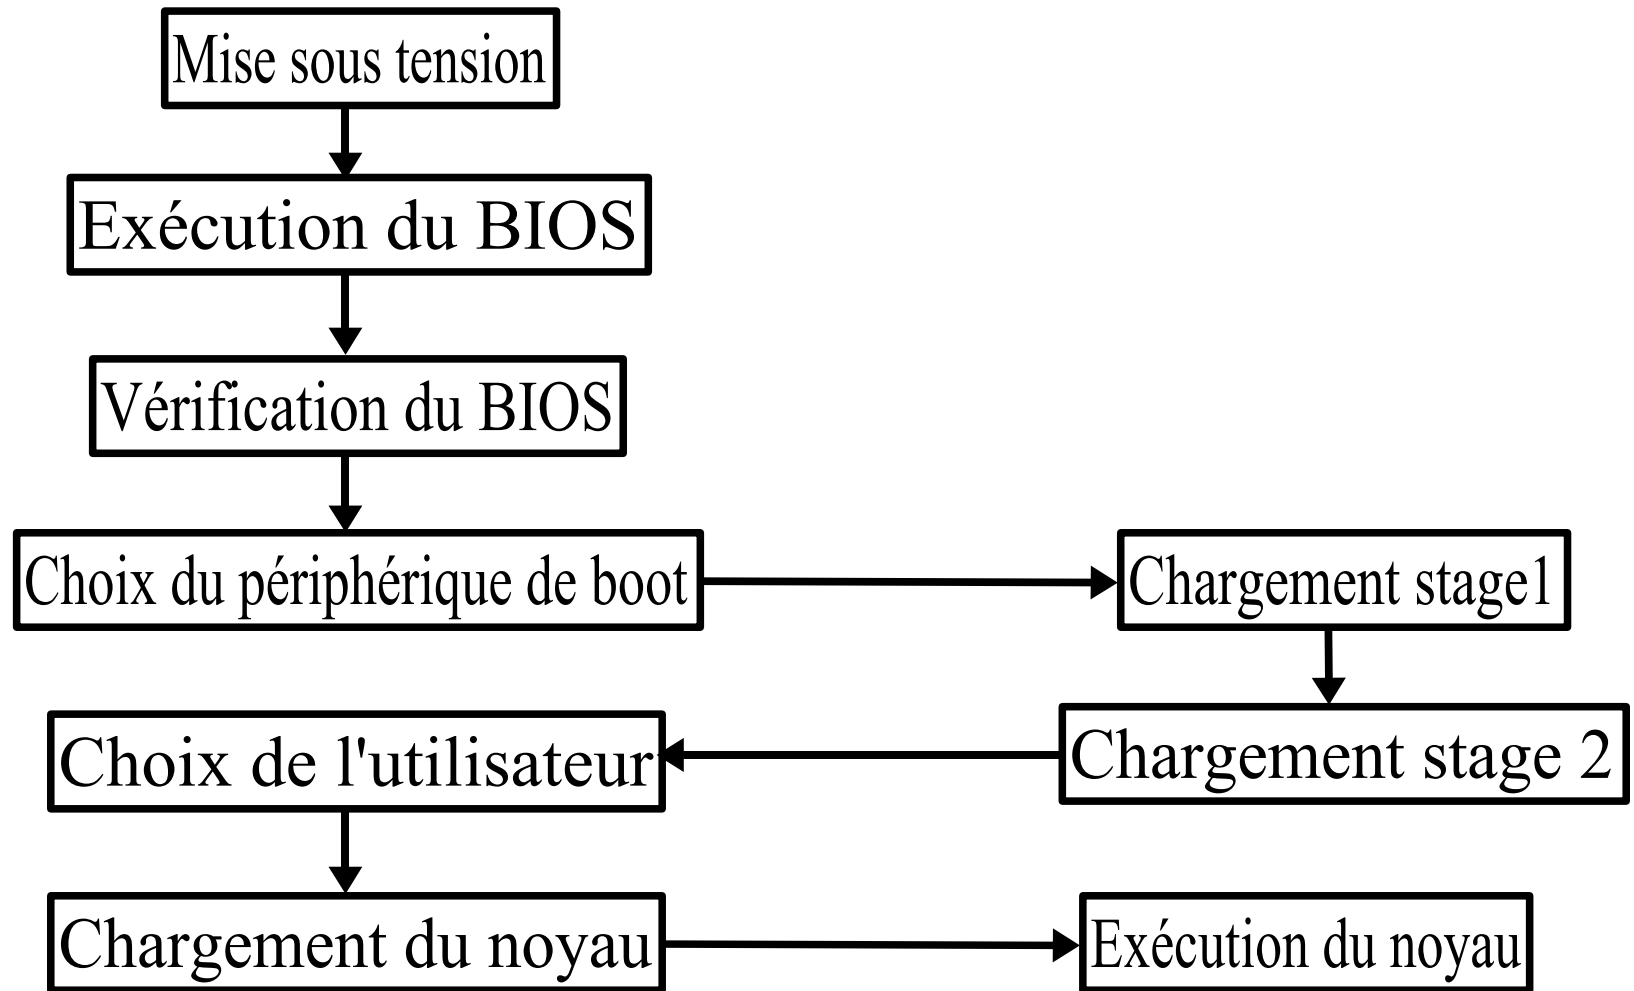 Mise sous tension
Exécution du BIOS
Vérification du BIOS
Choix du périphérique de boot
Chargement stage1
Chargement stage 2
Choix de l'utilisateur
Chargement du noyau
Exécution du noyau